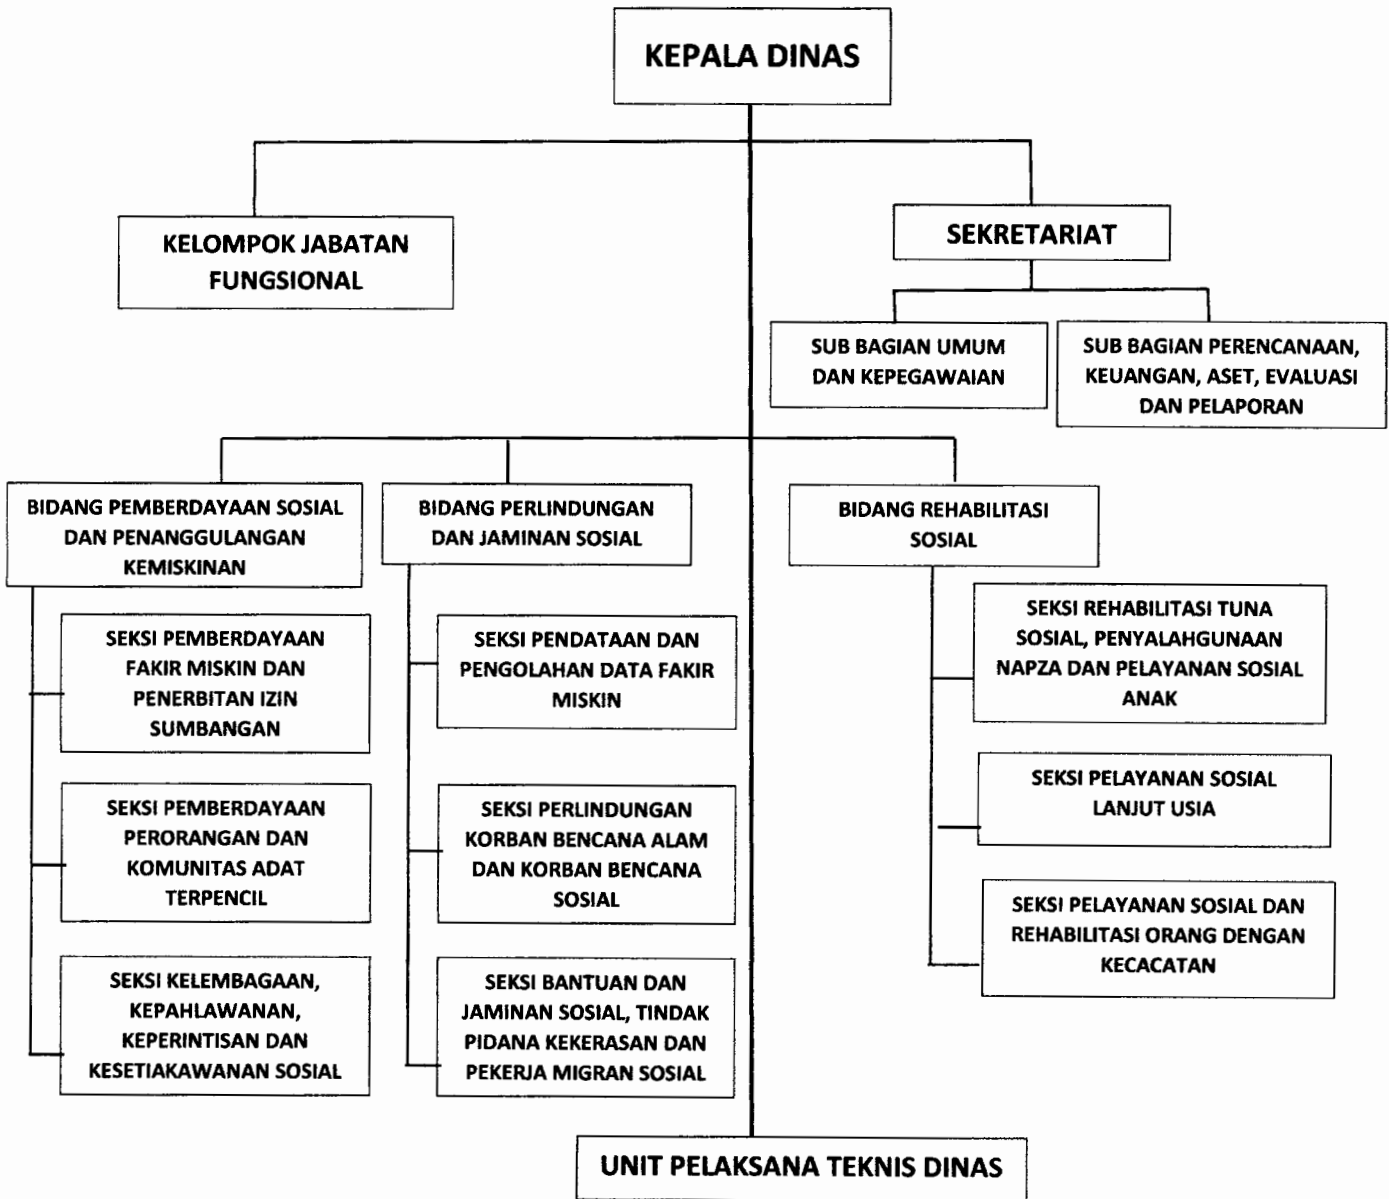 KEPALA DINAS
KELOMPOK JABATAN
FUNGSIONAL
SEKRETARIAT
SUB BAGIAN UMUM
DAN KEPEGAWAIAN
SUB BAGIAN PERENCANAAN,
KEUANGAN, ASET, EVALUASI
DAN PELAPORAN
BIDANG PEMBERDAYAAN SOSIAL
DAN PENANGGULANGAN
KEMISKINAN
SEKSI PEMBERDAYAAN
FAKIR MISKIN DAN
PENERBITAN IZIN
SUMBANGAN
SEKSI PEMBERDAYAAN
PERORANGAN DAN
KOMUNITAS ADAT
TERPENCIL
SEKSI KELEMBAGAAN,
KEPAHLAWANAN,
KEPERINTISAN DAN
KESETIAKAWANAN SOSIAL
BIDANG PERLINDUNGAN
DAN JAMINAN SOSIAL
SEKSI PENDATAAN DAN
PENGOLAHAN DATA FAKIR
MISKIN
SEKSI PERLINDUNGAN
KORBAN BENCANA ALAM
DAN KORBAN BENCANA
SOSIAL
SEKSI BANTUAN DAN
JAMINAN SOSIAL, TINDAK
PIDANA KEKERASAN DAN
PEKERJA MIGRAN SOSIAL
BIDANG REHABILITASI
SOSIAL
SEKSI REHABILITASI TUNA
SOSIAL, PENYALAHGUNAAN
NAPZA DAN PELAYANAN SOSIAL
ANAK
SEKSI PELAYANAN SOSIAL
LANJUT USIA
SEKSI PELAYANAN SOSIAL DAN
REHABILITASI ORANG DENGAN
KECACATAN
UNIT PELAKSANA TEKNIS DINAS